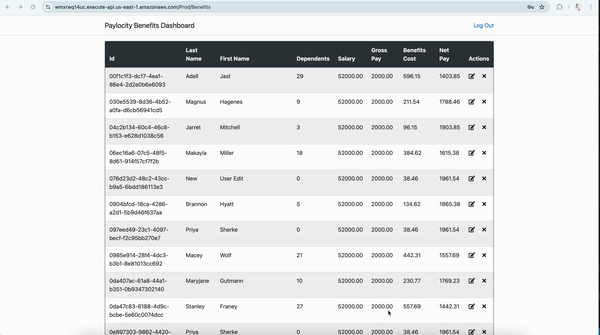 wmxrwq14uc.execute-api.us-east-1.amazonaws.com/Prod/Benefits
Paylocity Benefits Dashboard Log Out
Id Last Name First Name Dependents Salary Gross Pay Benefits Cost Net Pay Actions
00f1c1f3-dc17-4ea1-86e4-2d2e0b6e6093 Adell Jast 29 52000.00 2000.00 596.15 1403.85
030e5539-8d36-4b52-a0fa-d6cb56941cd5 Magnus Hagenes 9 52000.00 2000.00 211.54 1788.46
04c2b134-60c4-46c8-b153-e628d1038c56 Jarret Mitchell 3 52000.00 2000.00 96.15 1903.85
06ec16a6-07c5-48f5-8d61-914f57cf7f2b Makayla Miller 18 52000.00 2000.00 384.62 1615.38
076d23d2-48c2-43cc-b9a5-6bdd186113e3 New User Edit 0 52000.00 2000.00 38.46 1961.54
0904bfcd-18ca-4286-a2d1-5b9d46f637aa Brannon Hyatt 5 52000.00 2000.00 134.62 1865.38
097eed49-23c1-4097-becf-f2c95bb270e7 Priya Sherke 0 52000.00 2000.00 38.46 1961.54
0985e914-28f4-4dc3-b3b1-8e81013cc692 Macey Wolf 21 52000.00 2000.00 442.31 1557.69
0da407ac-61a8-44a1-b351-0b9347302140 Maryjane Gutmann 10 52000.00 2000.00 230.77 1769.23
0da47c83-6188-4d9c-bcbe-5e60c0074dcc Stanley Franey 27 52000.00 2000.00 557.69 1442.31
0e897303-9862-4420- Priya Sherke 0 52000.00 2000.00 38.46 1961.54